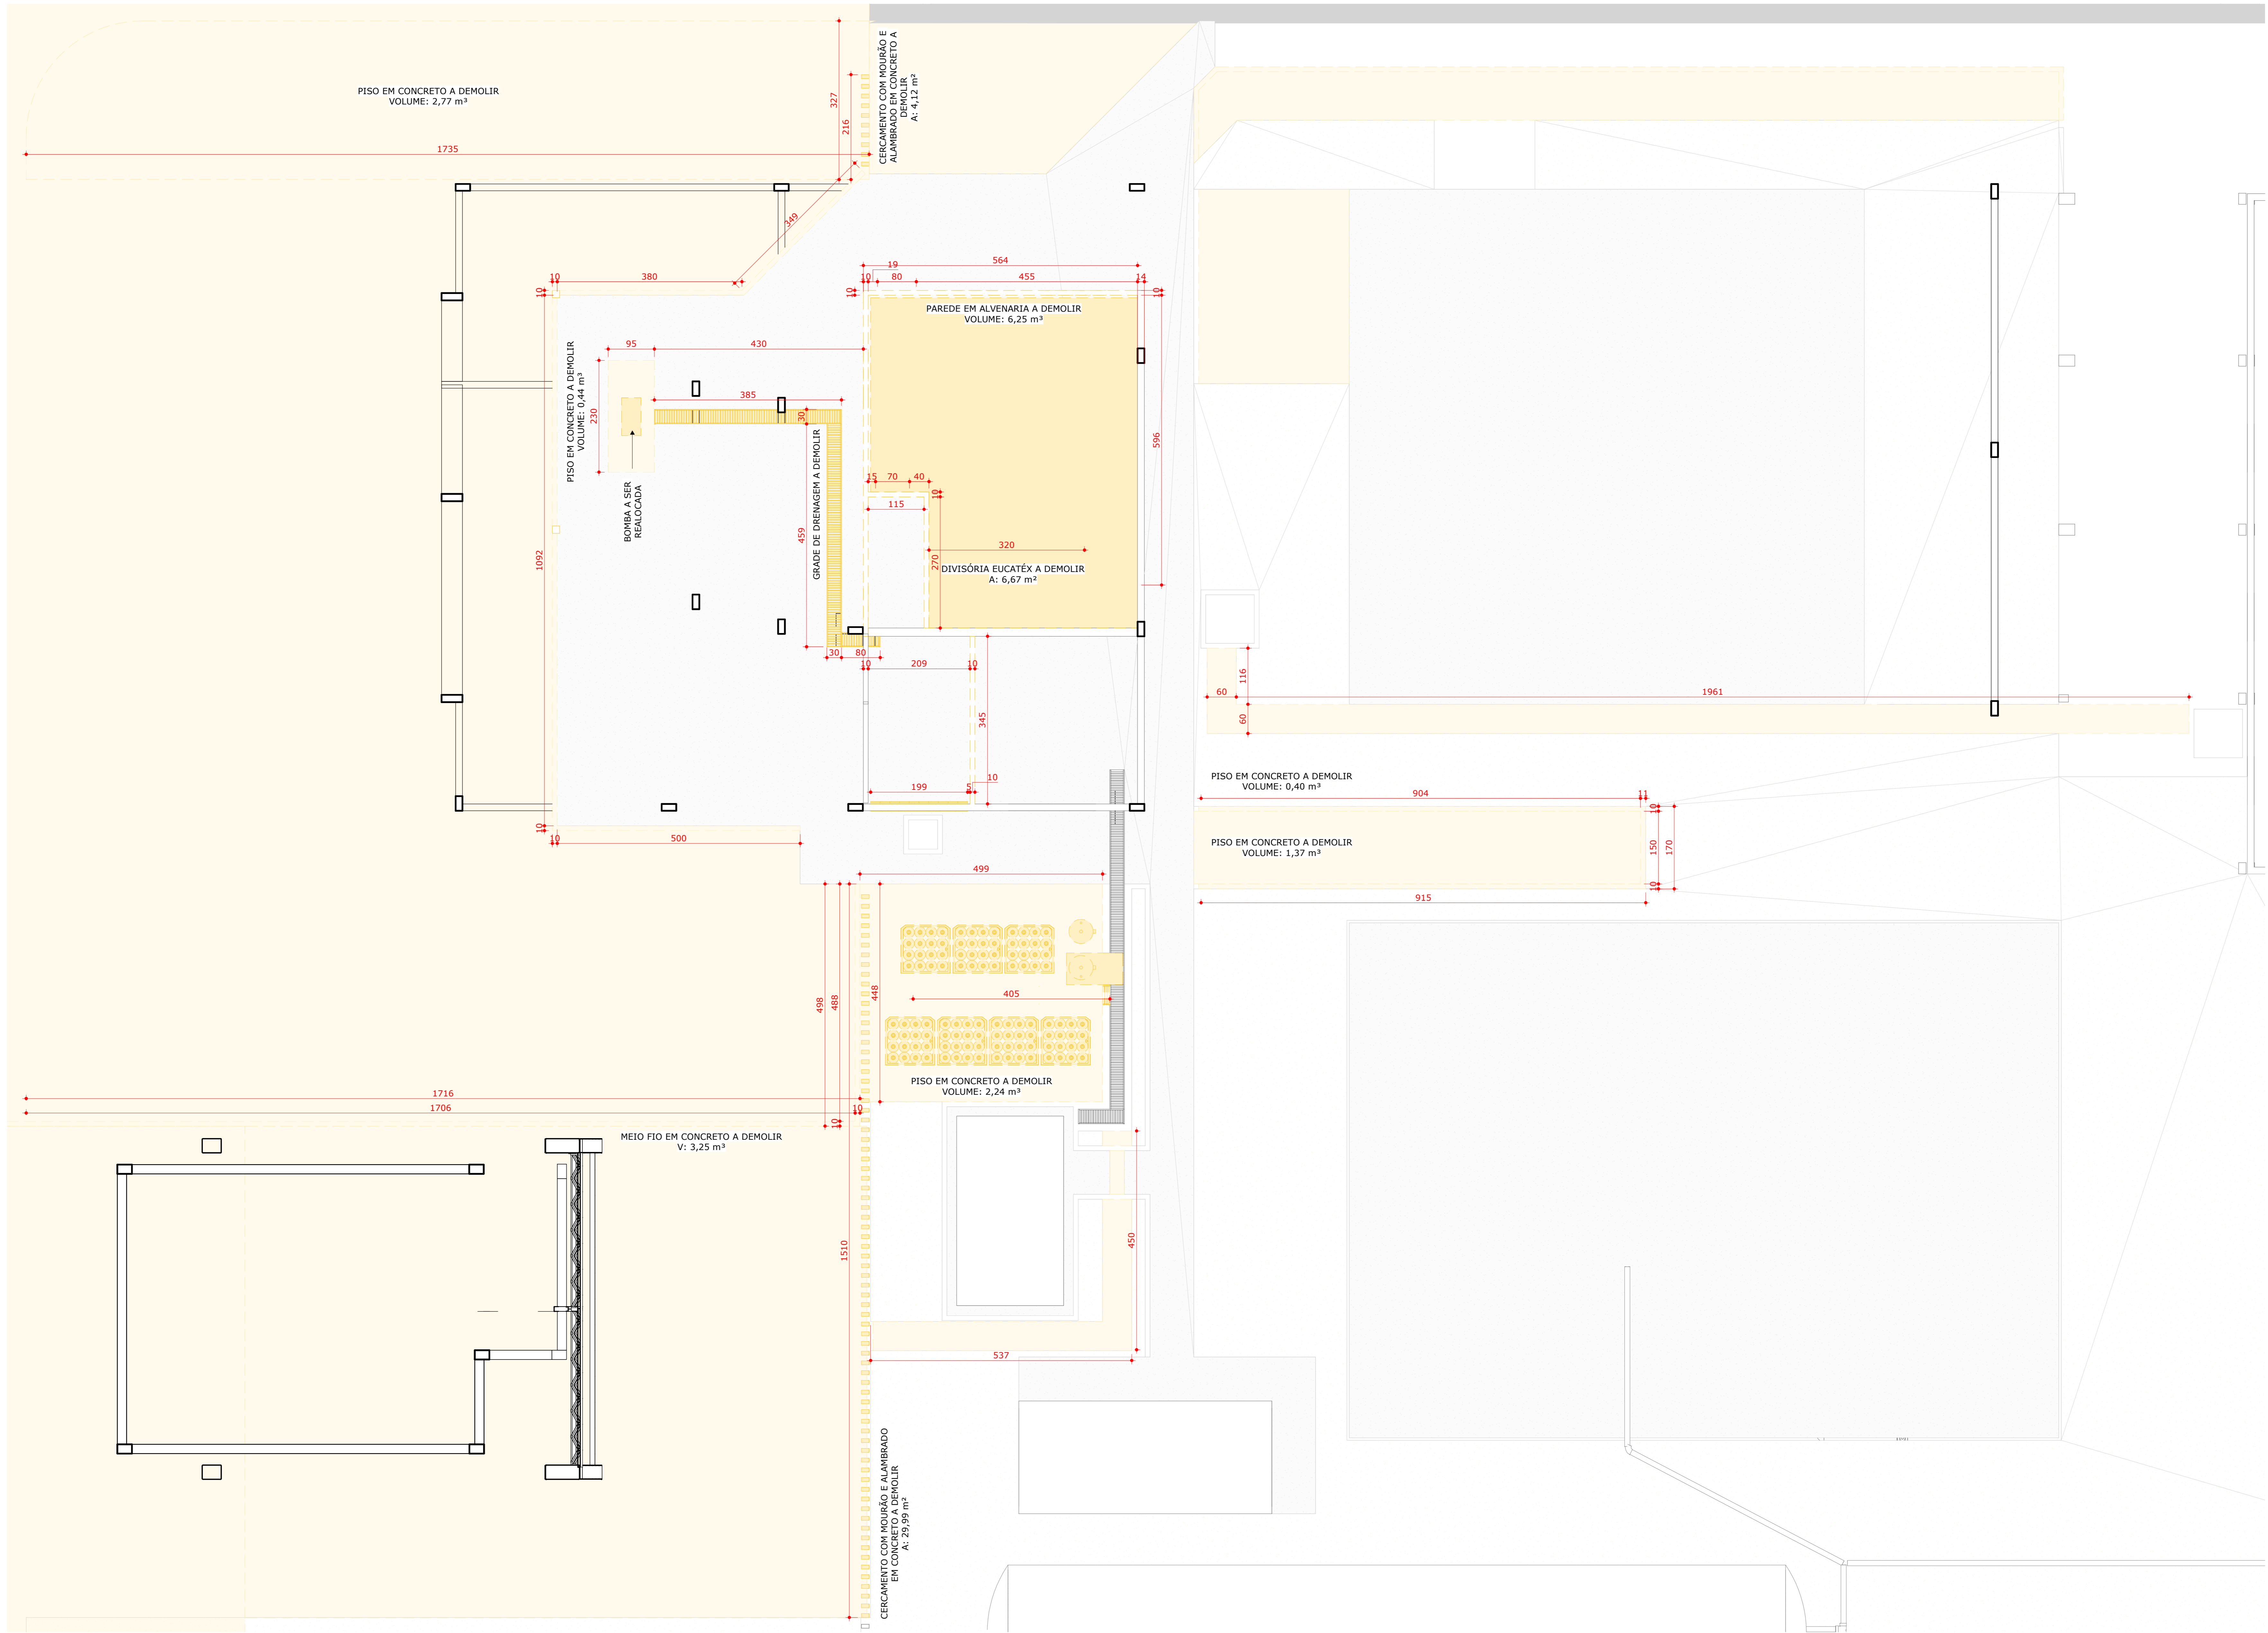 CERCAMENTO COM MOURÃO E
ALAMBRADO EM CONCRETO A
DEMOLIR
A: 4,12 m²
327
216
PISO EM CONCRETO A DEMOLIR
VOLUME: 2,77 m³
1735
349
564
19
10
380
10
80
455
14
10
10
10
PAREDE EM ALVENARIA A DEMOLIR
VOLUME: 6,25 m³
95
430
PISO EM CONCRETO A DEMOLIR
VOLUME: 0,44 m³
230
385
30
596
GRADE DE DRENAGEM A DEMOLIR
BOMBA A SER
REALOCADA
15
70
40
10
115
459
1092
320
270
DIVISÓRIA EUCATÉX A DEMOLIR
A: 6,67 m²
30
80
10
209
10
345
116
60
1961
60
10
199
5
PISO EM CONCRETO A DEMOLIR
VOLUME: 0,40 m³
904
11
10
150
170
10
PISO EM CONCRETO A DEMOLIR
VOLUME: 1,37 m³
915
10
10
500
499
498
488
448
405
PISO EM CONCRETO A DEMOLIR
VOLUME: 2,24 m³
1716
1706
10
10
MEIO FIO EM CONCRETO A DEMOLIR
V: 3,25 m³
1510
450
537
CERCAMENTO COM MOURÃO E ALAMBRADO
EM CONCRETO A DEMOLIR
A: 29,99 m²